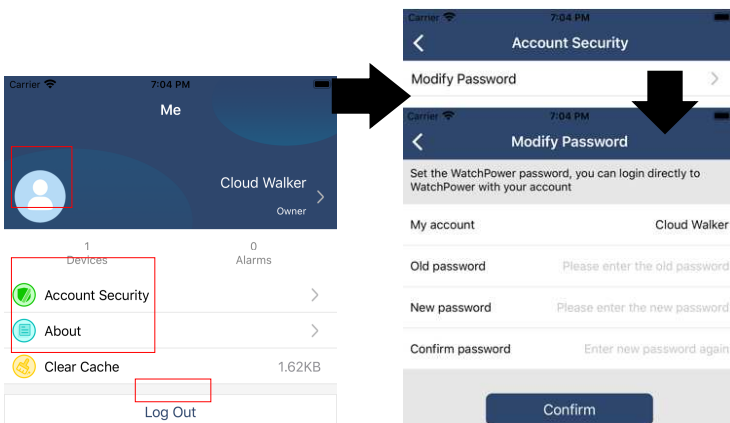 Carrier 7:04 PM
Me
Cloud Walker
Owner
1 0
Devices Alarms
Account Security
About
Clear Cache 1.62KB
Log Out
Carrier 7:04 PM
Account Security
Modify Password
Carrier 7:04 PM
Modify Password
Set the WatchPower password, you can login directly to
WatchPower with your account
My account Cloud Walker
Old password Please enter the old password
New password Please enter the new password
Confirm password Enter new password again
Confirm